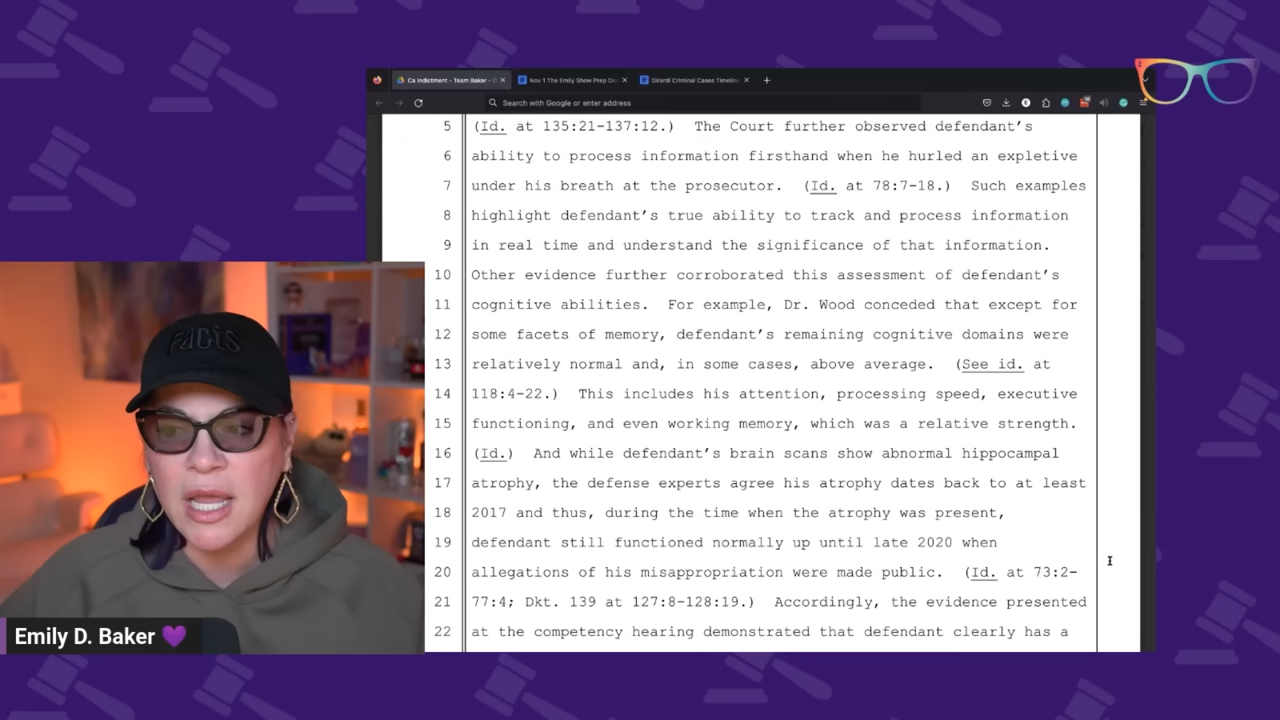 Ca Indictment - Team Baker -
Nov 1 The Emily Show Prep Do
Girardi Criminal Cases Timeline
Search with Google or enter address
5 (Id. at 135:21-137:12.) The Court further observed defendant's
6 ability to process information firsthand when he hurled an expletive
7 under his breath at the prosecutor. (Id. at 78:7-18.) Such examples
8 highlight defendant's true ability to track and process information
9 in real time and understand the significance of that information.
10 Other evidence further corroborated this assessment of defendant's
11 cognitive abilities. For example, Dr. Wood conceded that except for
12 some facets of memory, defendant's remaining cognitive domains were
13 relatively normal and, in some cases, above average. (See id. at
14 118:4-22.) This includes his attention, processing speed, executive
15 functioning, and even working memory, which was a relative strength.
16 (Id.) And while defendant's brain scans show abnormal hippocampal
17 atrophy, the defense experts agree his atrophy dates back to at least
18 2017 and thus, during the time when the atrophy was present,
19 defendant still functioned normally up until late 2020 when
20 allegations of his misappropriation were made public. (Id. at 73:2-
21 77:4; Dkt. 139 at 127:8-128:19.) Accordingly, the evidence presented
22 at the competency hearing demonstrated that defendant clearly has a
facts
Emily D. Baker 💜